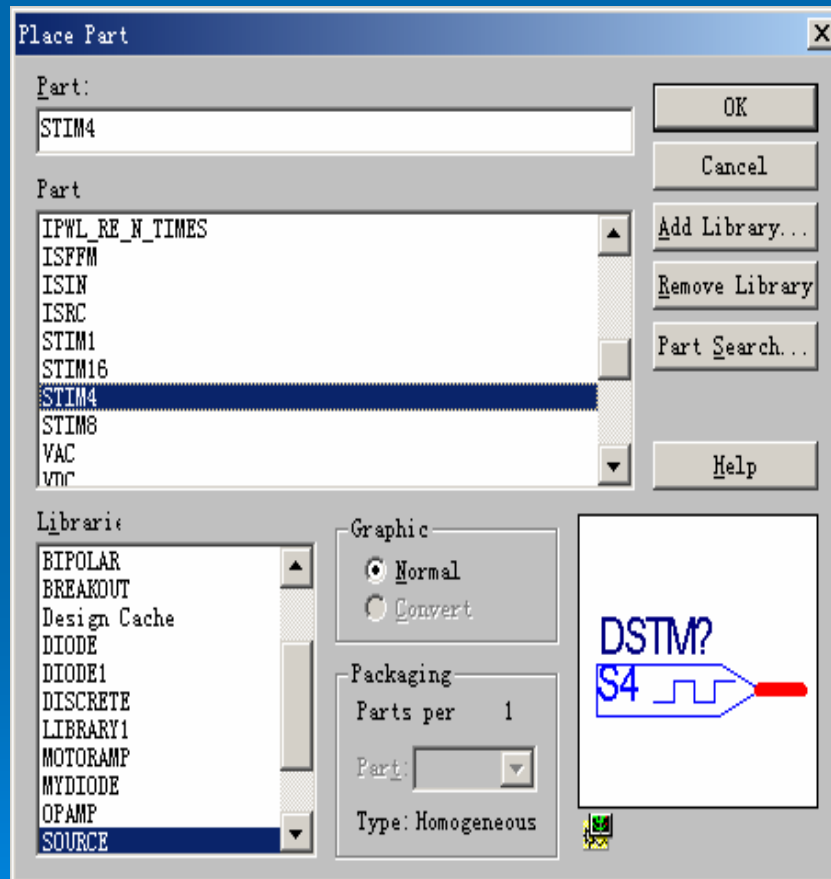 Place Part
Part:
STIM4
OK
Cancel
Part
Add Library...
IPWL_RE_N_TIMES
ISFFM
ISIN
Remove Library
ISRC
STIM1
Part Search...
STIM16
STIM4
STIM8
VAC
VDC
Help
Librarie
BIPOLAR
BREAKOUT
Design Cache
DIODE
DIODE1
DISCRETE
LIBRARY1
MOTORAMP
MYDIODE
OPAMP
SOURCE
Graphic
Normal
Convert
Packaging
Parts per 1
Part:
Type: Homogeneous
DSTM?
S4